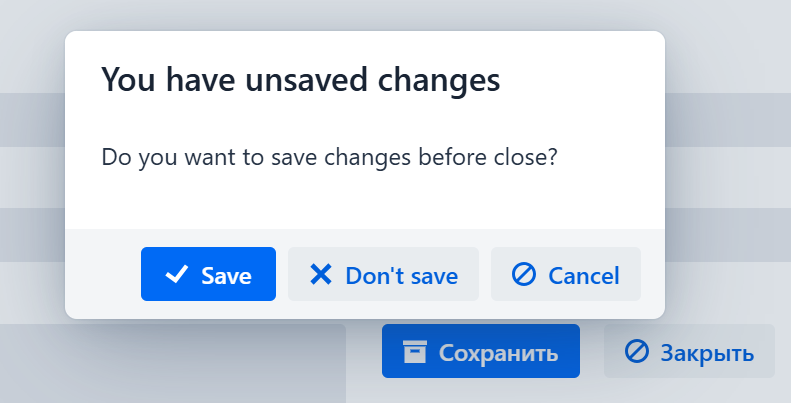 You have unsaved changes
Do you want to save changes before close?
Save Don't save Cancel
Сохранить Закрыть